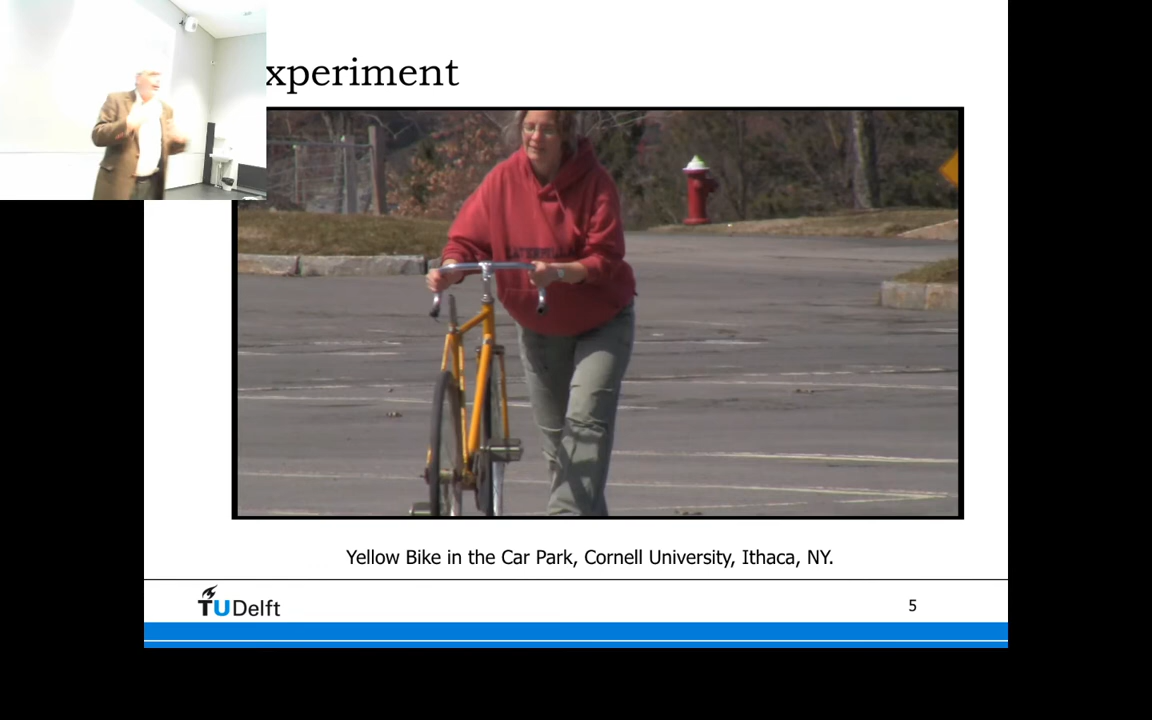 xperiment
Yellow Bike in the Car Park, Cornell University, Ithaca, NY.
TUDelft
5